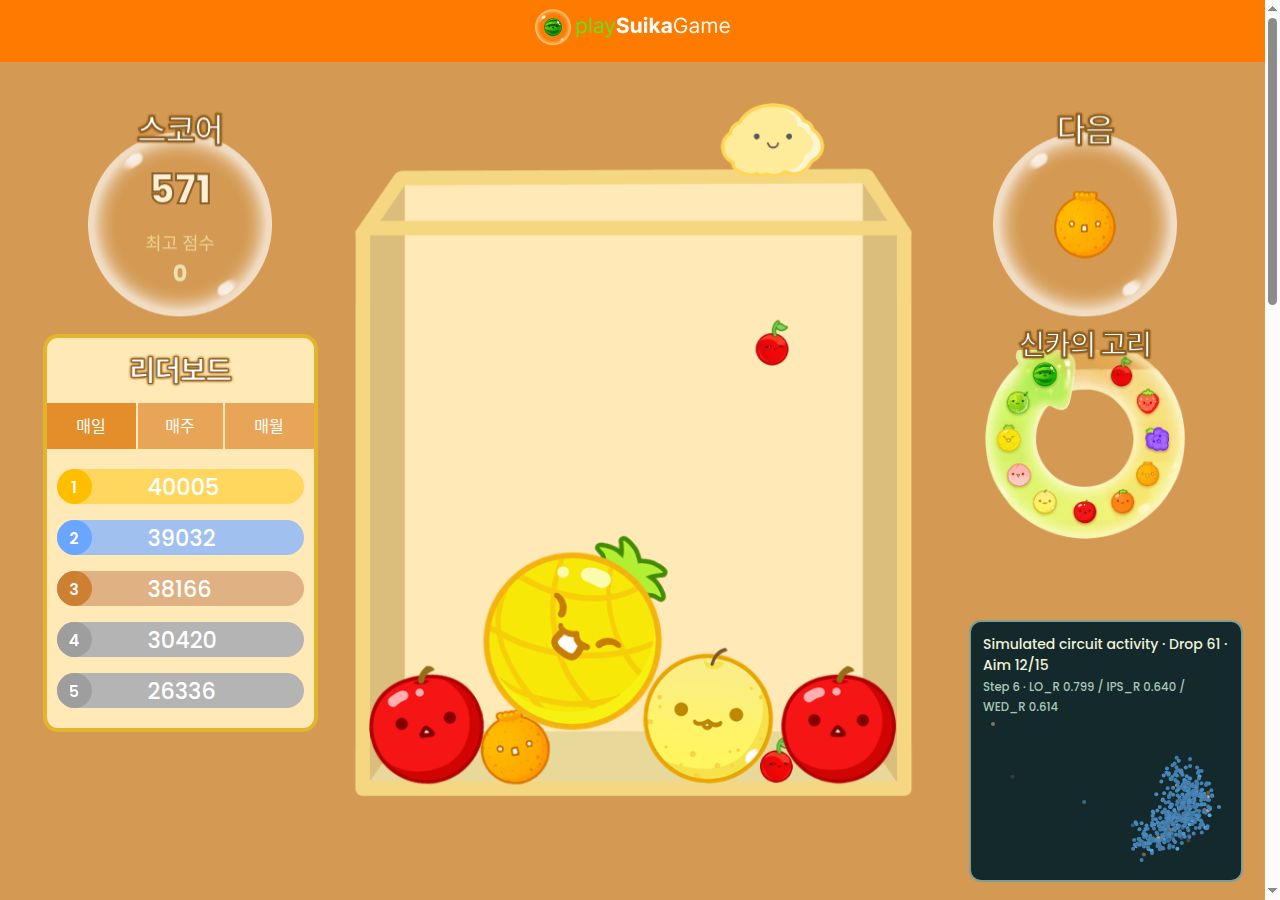 playSuikaGame
스코어
571
최고 점수
0
다음
신카의 고리
리더보드
매일
매주
매월
1 40005
2 39032
3 38166
4 30420
5 26336
Simulated circuit activity · Drop 61 ·
Aim 12/15
Step 6 · LO_R 0.799 / IPS_R 0.640 /
WED_R 0.614